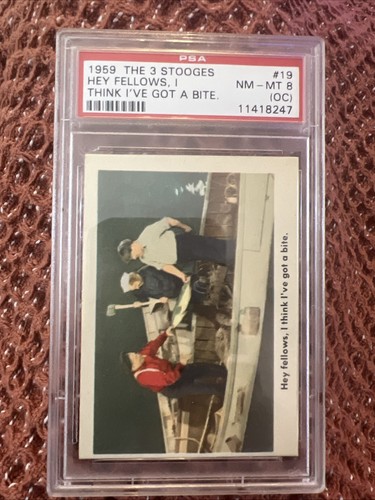 PSA
1959 THE 3 STOOGES #19
HEY FELLOWS, I NM-MT 8
THINK I'VE GOT A BITE. (OC)
11418247
Hey fellows, I think I've got a bite.